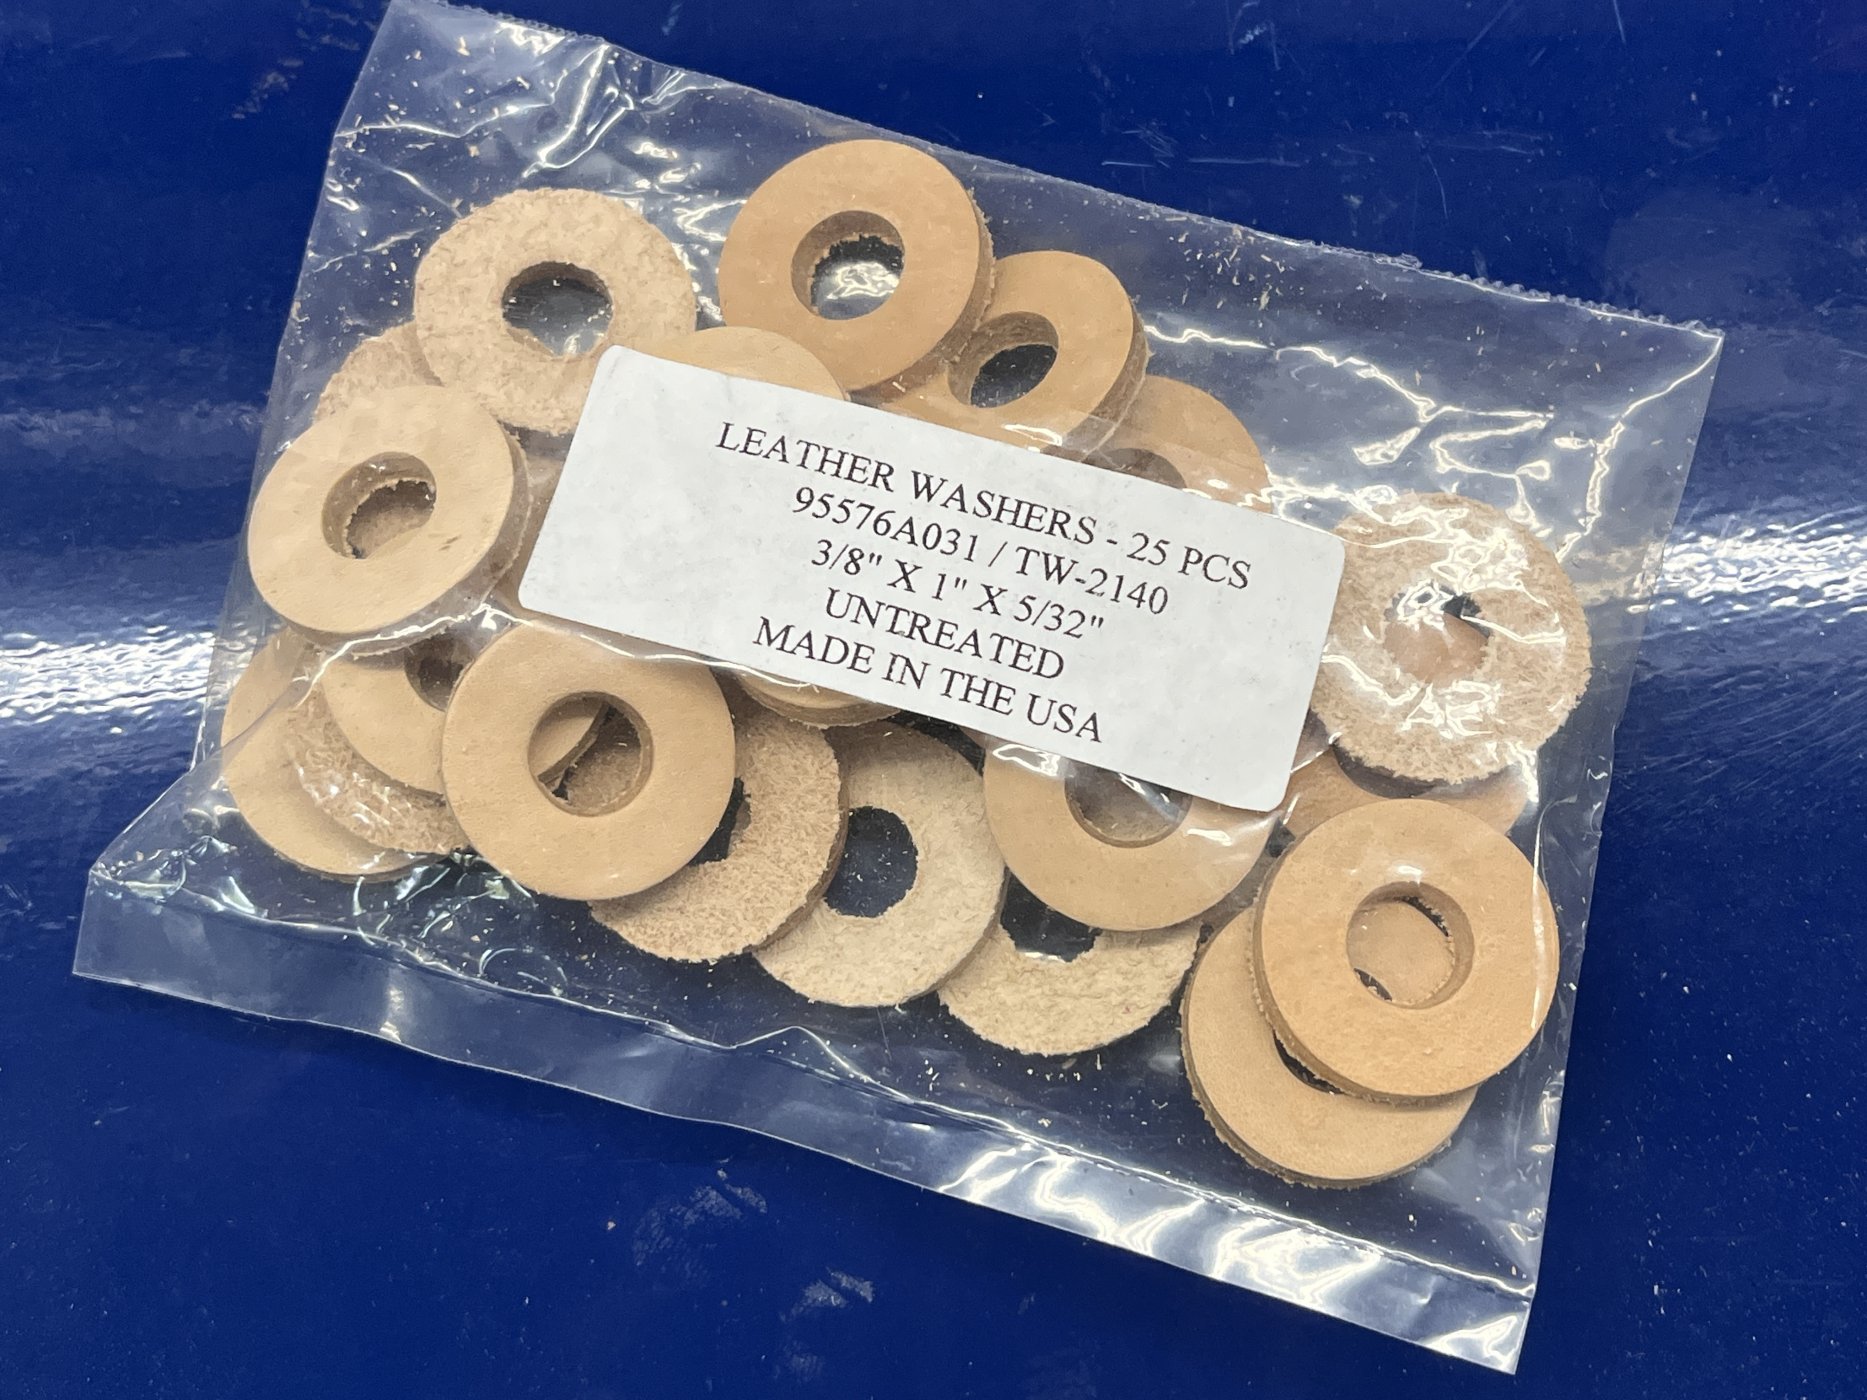 LEATHER WASHERS - 25 PCS
95576A031 / TW-2140
3/8" X 1" X 5/32"
UNTREATED
MADE IN THE USA